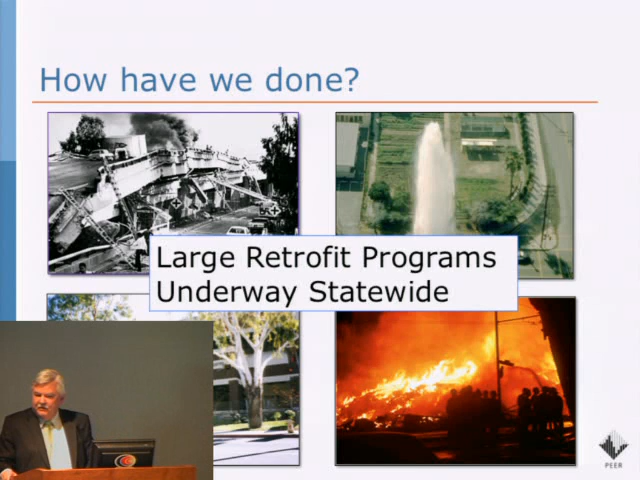 How have we done?
Large Retrofit Programs
Underway Statewide
PEER